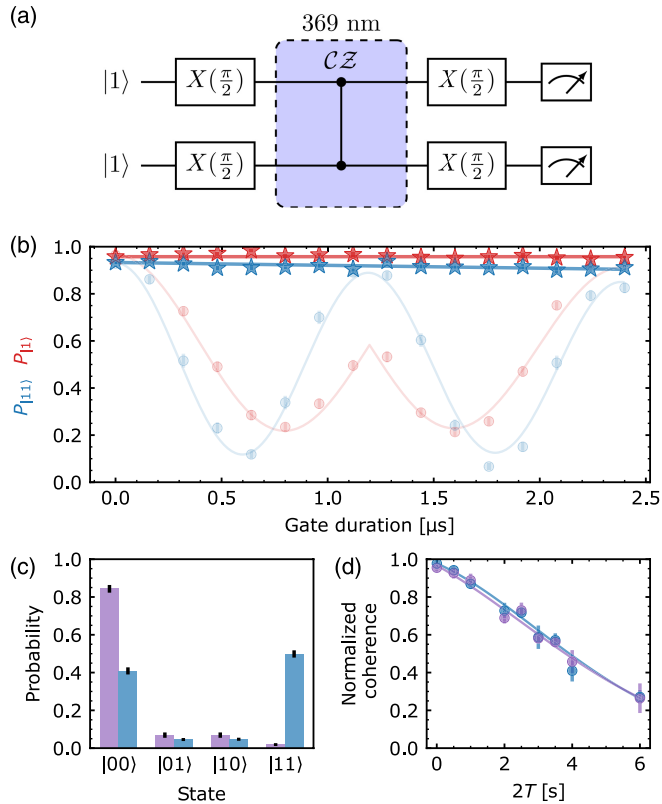 (a)
369 nm
𝒞𝒵
|1⟩ X(π/2) X(π/2)
|1⟩ X(π/2) X(π/2)
(b)
P|11⟩ P|1⟩
1.0
0.8
0.6
0.4
0.2
0.0
0.0 0.5 1.0 1.5 2.0 2.5
Gate duration [μs]
(c)
Probability
1.0
0.8
0.6
0.4
0.2
0.0
|00⟩ |01⟩ |10⟩ |11⟩
State
(d)
Normalized
coherence
1.0
0.8
0.6
0.4
0.2
0.0
0 2 4 6
2T [s]